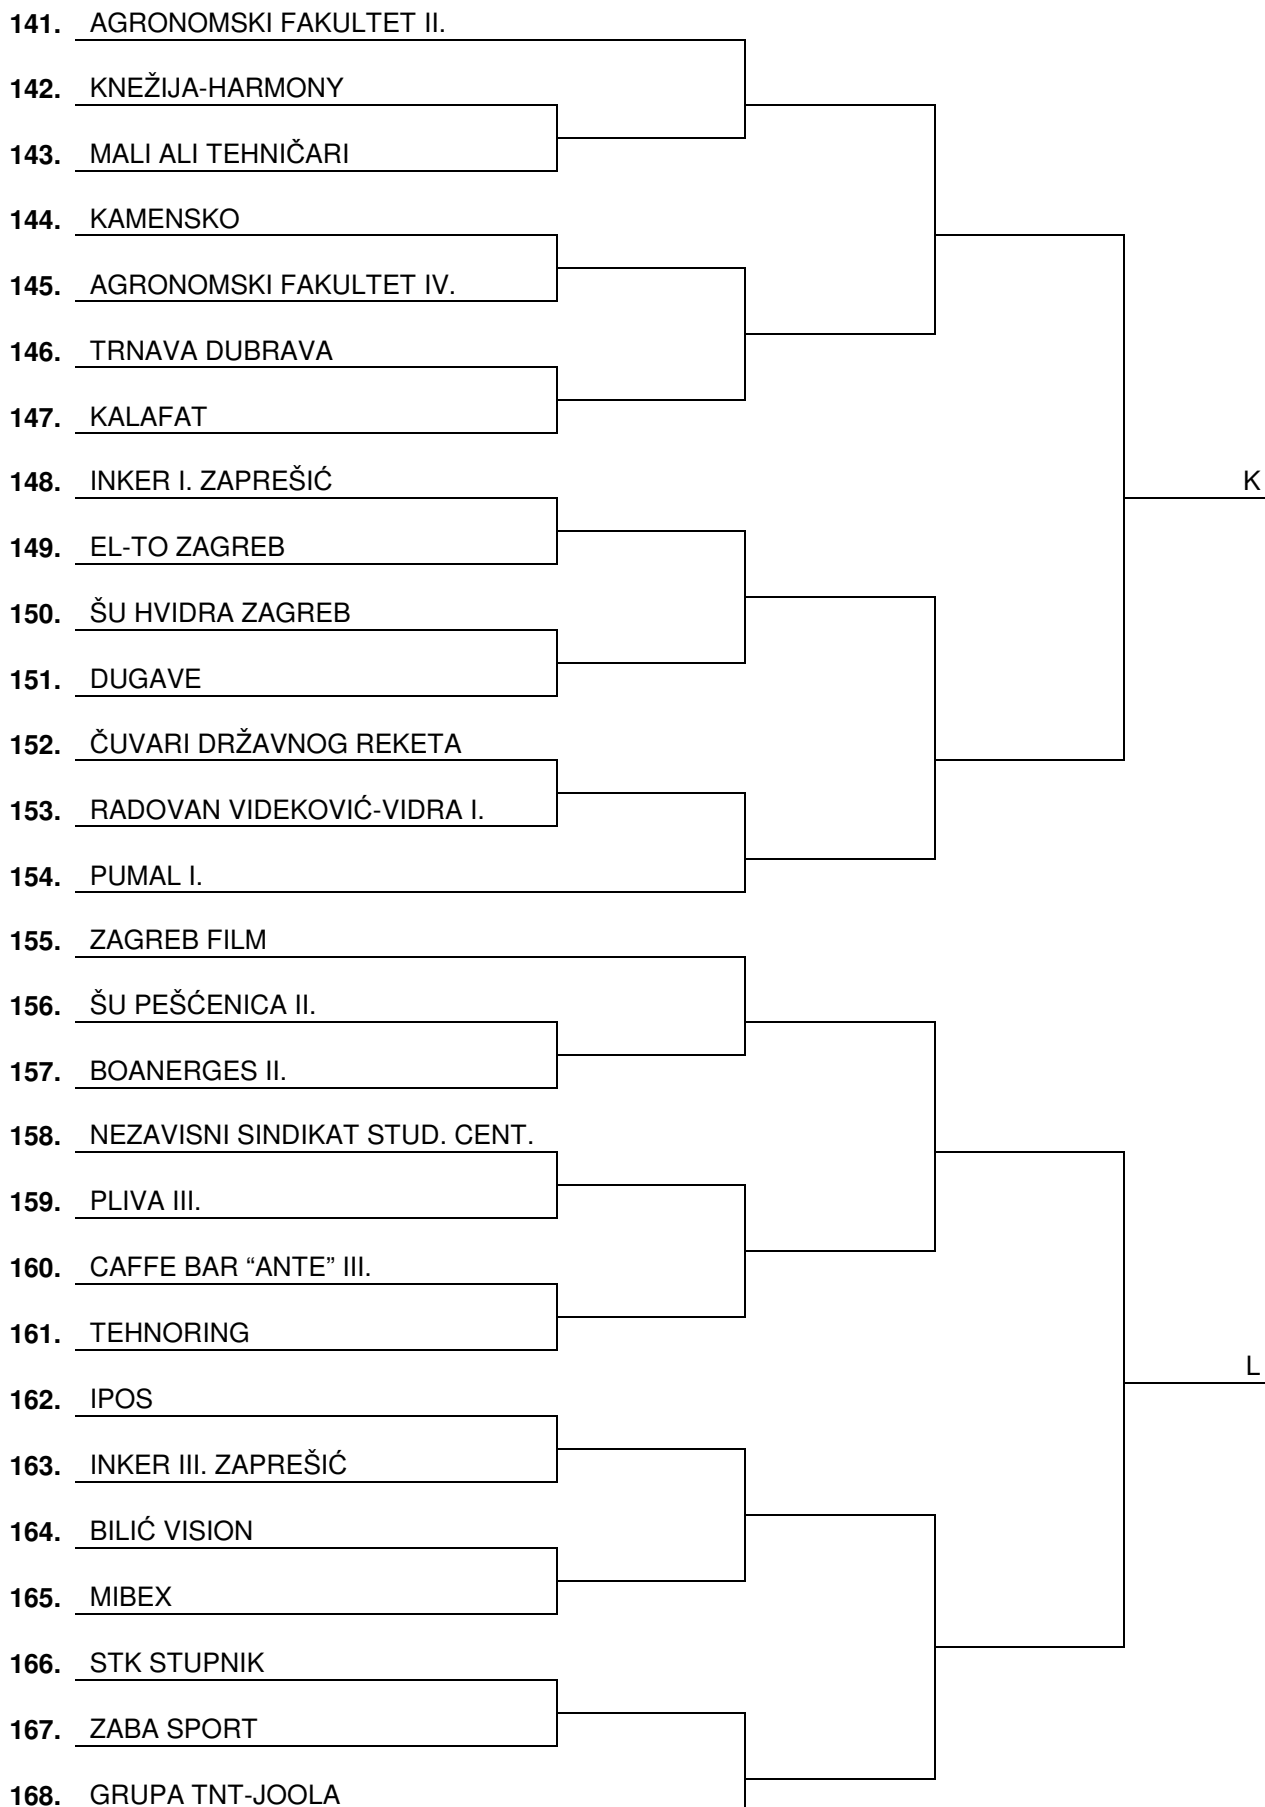 141. AGRONOMSKI FAKULTET II.
142. KNEŽIJA-HARMONY
143. MALI ALI TEHNIČARI
144. KAMENSKO
145. AGRONOMSKI FAKULTET IV.
146. TRNAVA DUBRAVA
147. KALAFAT
148. INKER I. ZAPREŠIĆ
K
149. EL-TO ZAGREB
150. ŠU HVIDRA ZAGREB
151. DUGAVE
152. ČUVARI DRŽAVNOG REKETA
153. RADOVAN VIDEKOVIĆ-VIDRA I.
154. PUMAL I.
155. ZAGREB FILM
156. ŠU PEŠĆENICA II.
157. BOANERGES II.
158. NEZAVISNI SINDIKAT STUD. CENT.
159. PLIVA III.
160. CAFFE BAR “ANTE” III.
161. TEHNORING
L
162. IPOS
163. INKER III. ZAPREŠIĆ
164. BILIĆ VISION
165. MIBEX
166. STK STUPNIK
167. ZABA SPORT
168. GRUPA TNT-JOOLA